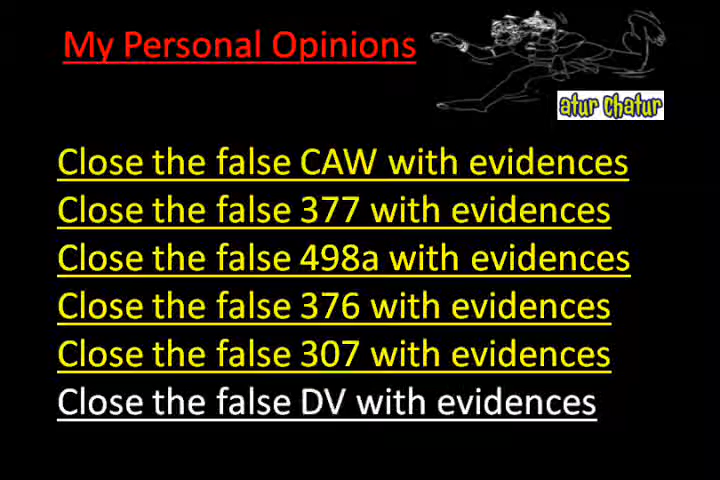 My Personal Opinions
atur chatur
Close the false CAW with evidences
Close the false 377 with evidences
Close the false 498a with evidences
Close the false 376 with evidences
Close the false 307 with evidences
Close the false DV with evidences